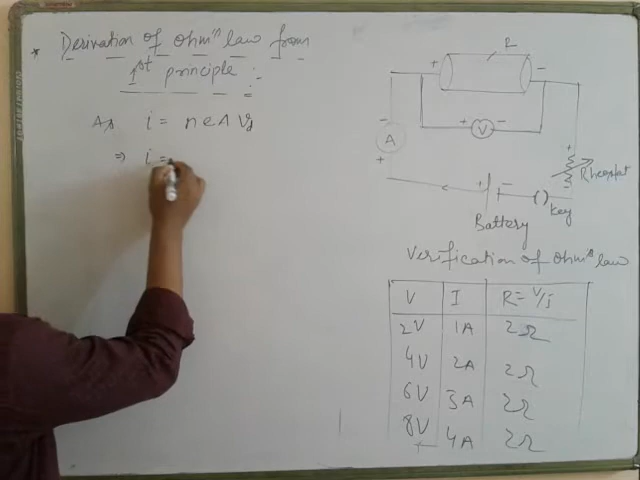 * Derivation of ohm's law from
1st principle :-
As i = n e A Vd
⇒ i =
R
+ −
+ V −
− A +
+
Rheostat
+ −
Battery
( )
Key
Verification of ohm's law
V I R = V/i
2V 1A 2Ω
4V 2A 2Ω
6V 3A 2Ω
8V 4A 2Ω